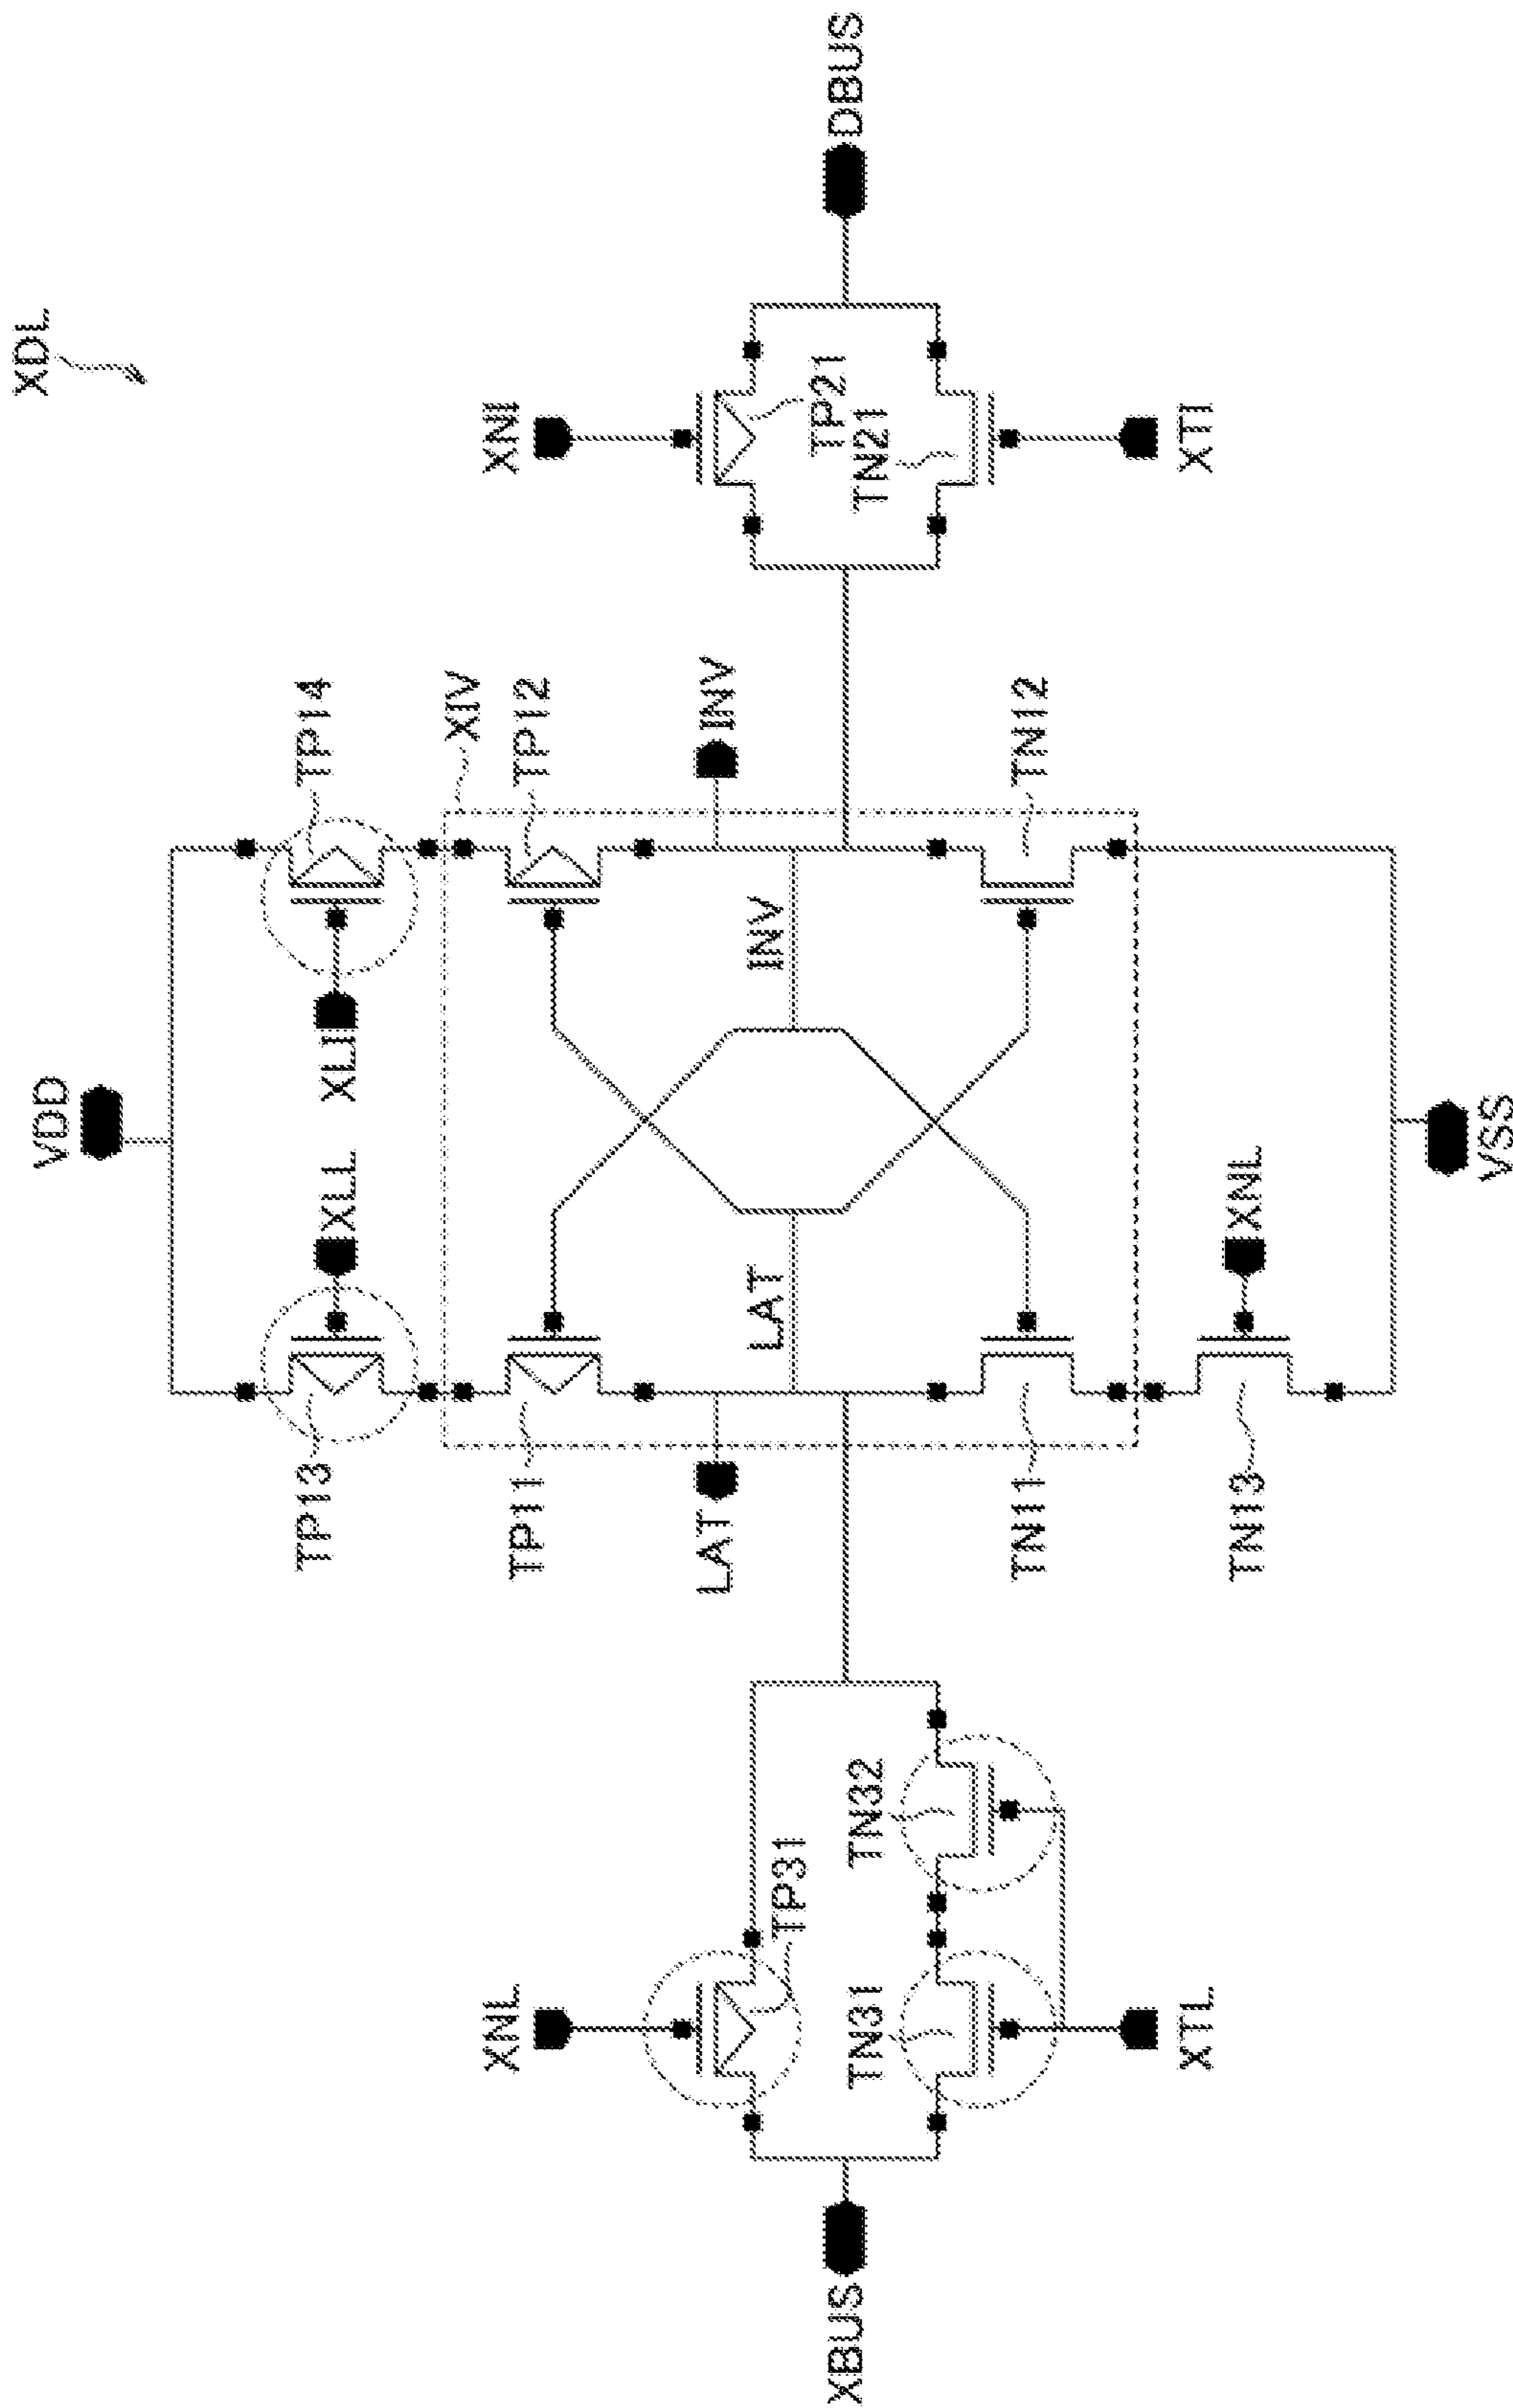 XDL
VDD
XLL
XLI
TP13
TP14
XIV
TP11
TP12
LAT
INV
LAT
INV
TN11
TN12
XNL
TN13
VSS
XNL
TP31
TN31
TN32
XTL
XBUS
XNI
TP21
TN21
XTI
DBUS